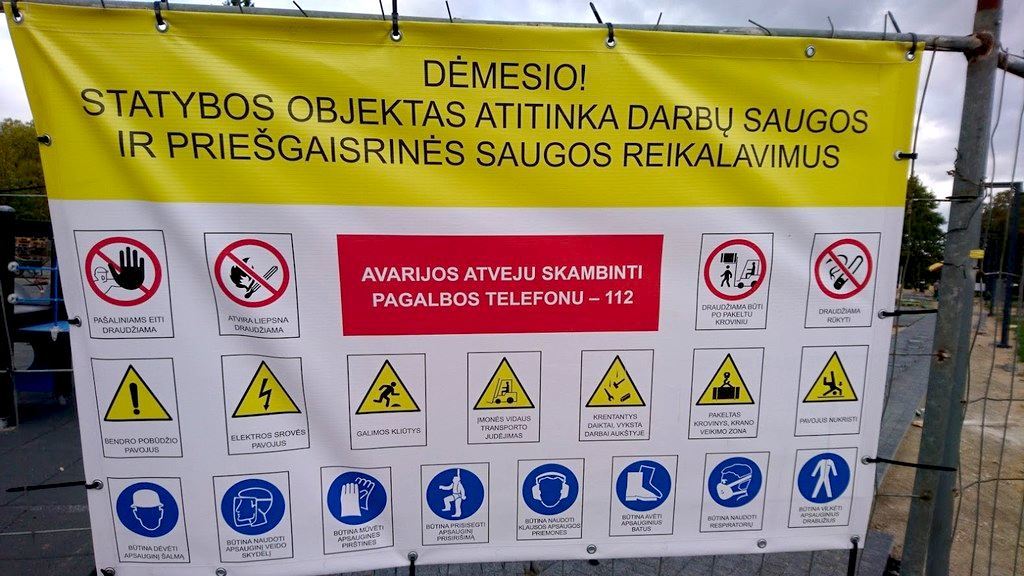 DĖMESIO!
STATYBOS OBJEKTAS ATITINKA DARBŲ SAUGOS
IR PRIEŠGAISRINĖS SAUGOS REIKALAVIMUS
PAŠALINIAMS EITI
DRAUDŽIAMA
ATVIRA LIEPSNA
DRAUDŽIAMA
AVARIJOS ATVEJU SKAMBINTI
PAGALBOS TELEFONU – 112
DRAUDŽIAMA BŪTI
PO PAKELTU
KROVINIU
DRAUDŽIAMA
RŪKYTI
BENDRO POBŪDŽIO
PAVOJUS
ELEKTROS SROVĖS
PAVOJUS
GALIMOS KLIŪTYS
ĮMONĖS VIDAUS
TRANSPORTO
JUDĖJIMAS
KRENTANTYS
DAIKTAI, VYKSTA
DARBAI AUKŠTYJE
PAKELTAS
KROVINYS, KRANO
VEIKIMO ZONA
PAVOJUS NUKRISTI
BŪTINA DĖVĖTI
APSAUGINĮ ŠALMĄ
BŪTINA NAUDOTI
APSAUGINĮ VEIDO
SKYDELĮ
BŪTINA MŪVĖTI
APSAUGINES
PIRŠTINES
BŪTINA PRISISEGTI
APSAUGINĮ
PRISIRIŠIMĄ
BŪTINA NAUDOTI
KLAUSOS APSAUGOS
PRIEMONES
BŪTINA AVĖTI
APSAUGINIUS
BATUS
BŪTINA NAUDOTI
RESPIRATORIŲ
BŪTINA VILKĖTI
APSAUGINIUS
DRABUŽIUS